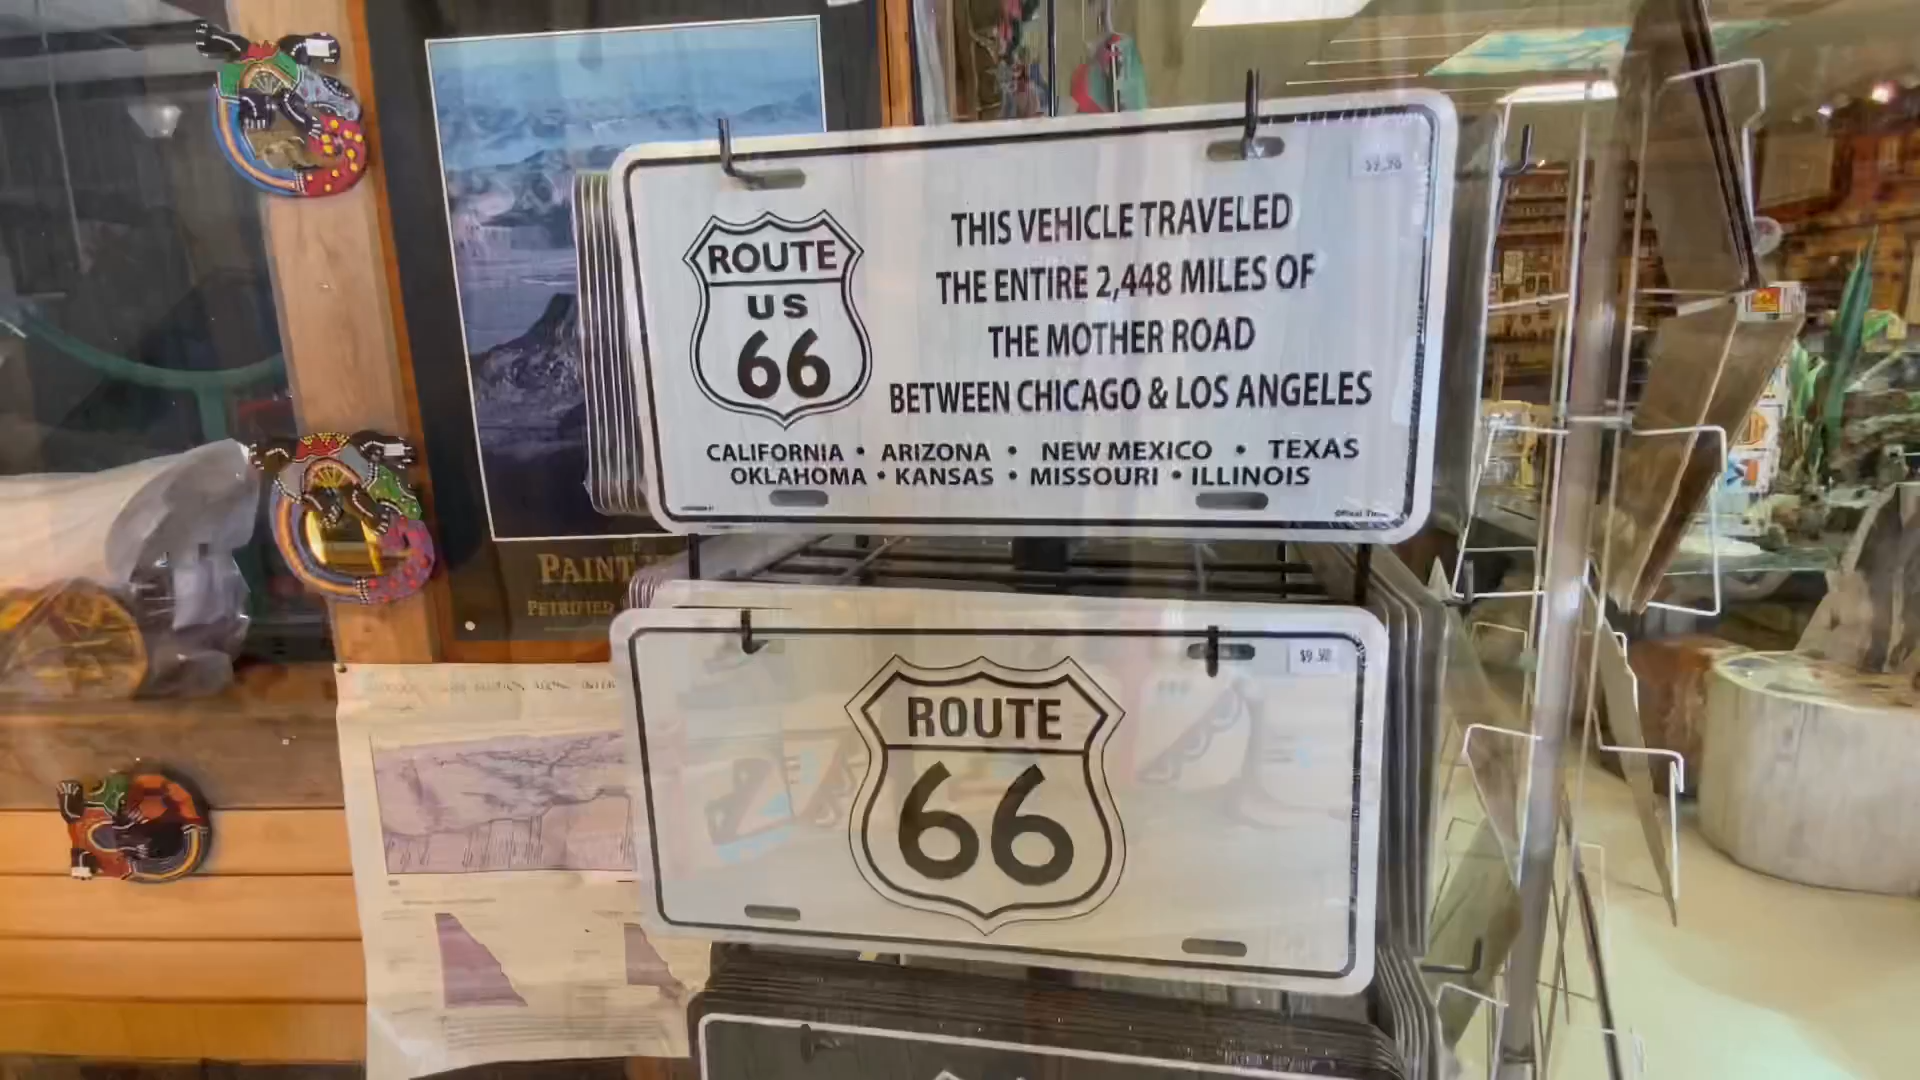 ROUTE
US
66
THIS VEHICLE TRAVELED
THE ENTIRE 2,448 MILES OF
THE MOTHER ROAD
BETWEEN CHICAGO & LOS ANGELES
CALIFORNIA • ARIZONA • NEW MEXICO • TEXAS
OKLAHOMA • KANSAS • MISSOURI • ILLINOIS
PETRIFIED
ROUTE
66